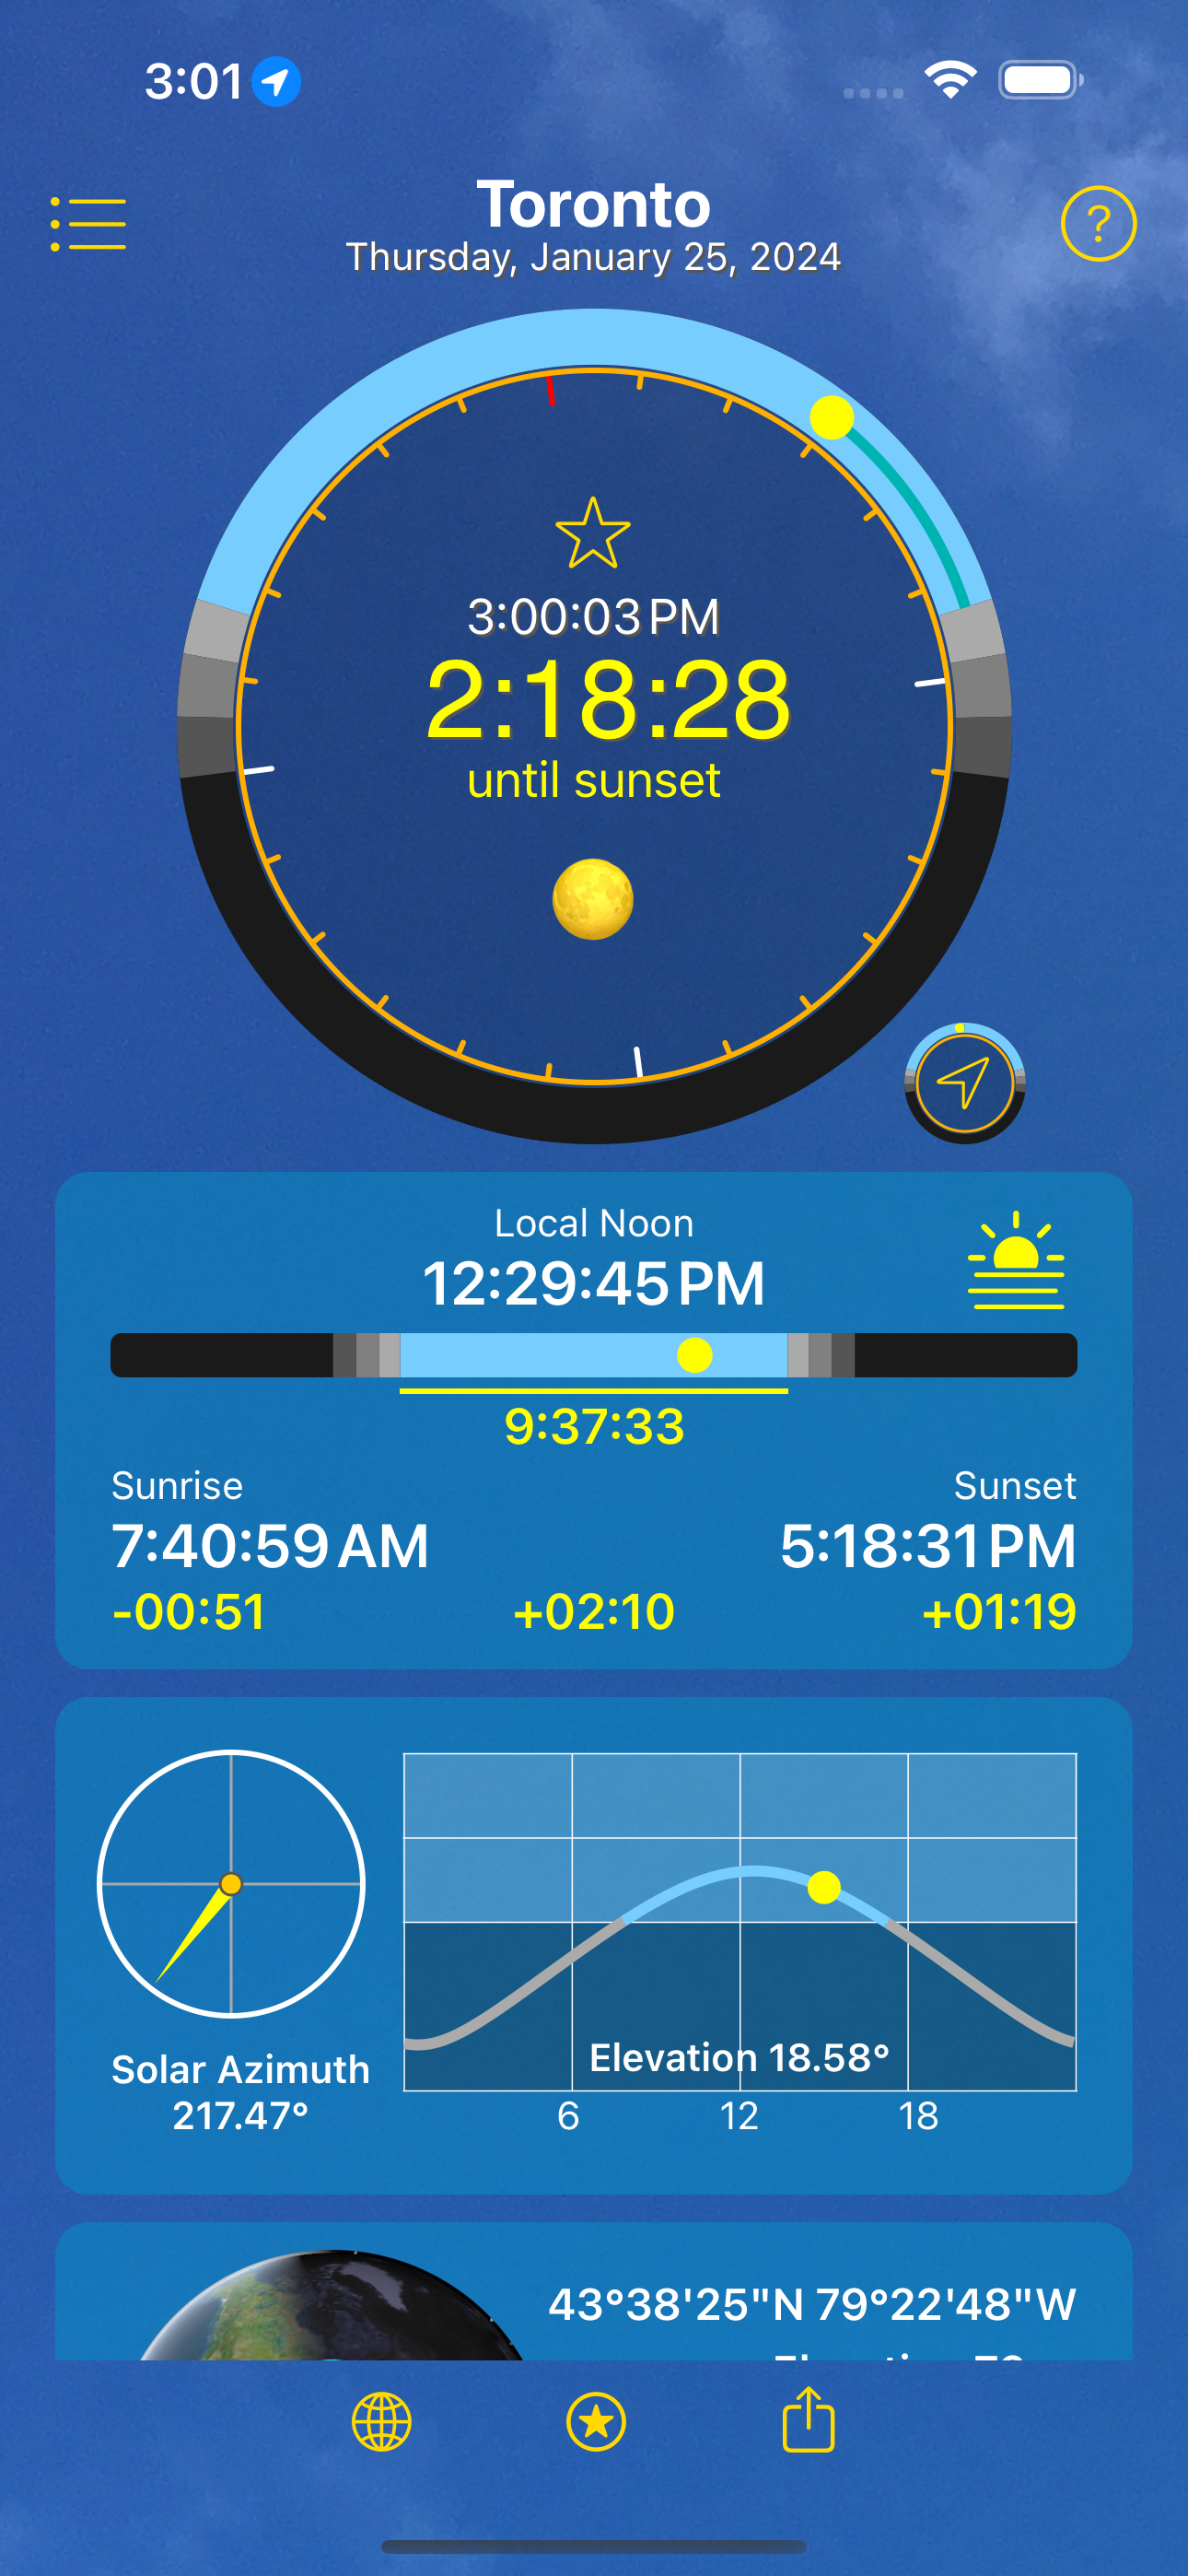 3:01
Toronto
Thursday, January 25, 2024
?
3:00:03 PM
2:18:28
until sunset
Local Noon
12:29:45 PM
9:37:33
Sunrise Sunset
7:40:59 AM 5:18:31 PM
-00:51 +02:10 +01:19
Elevation 18.58°
6 12 18
Solar Azimuth
217.47°
43°38'25"N 79°22'48"W